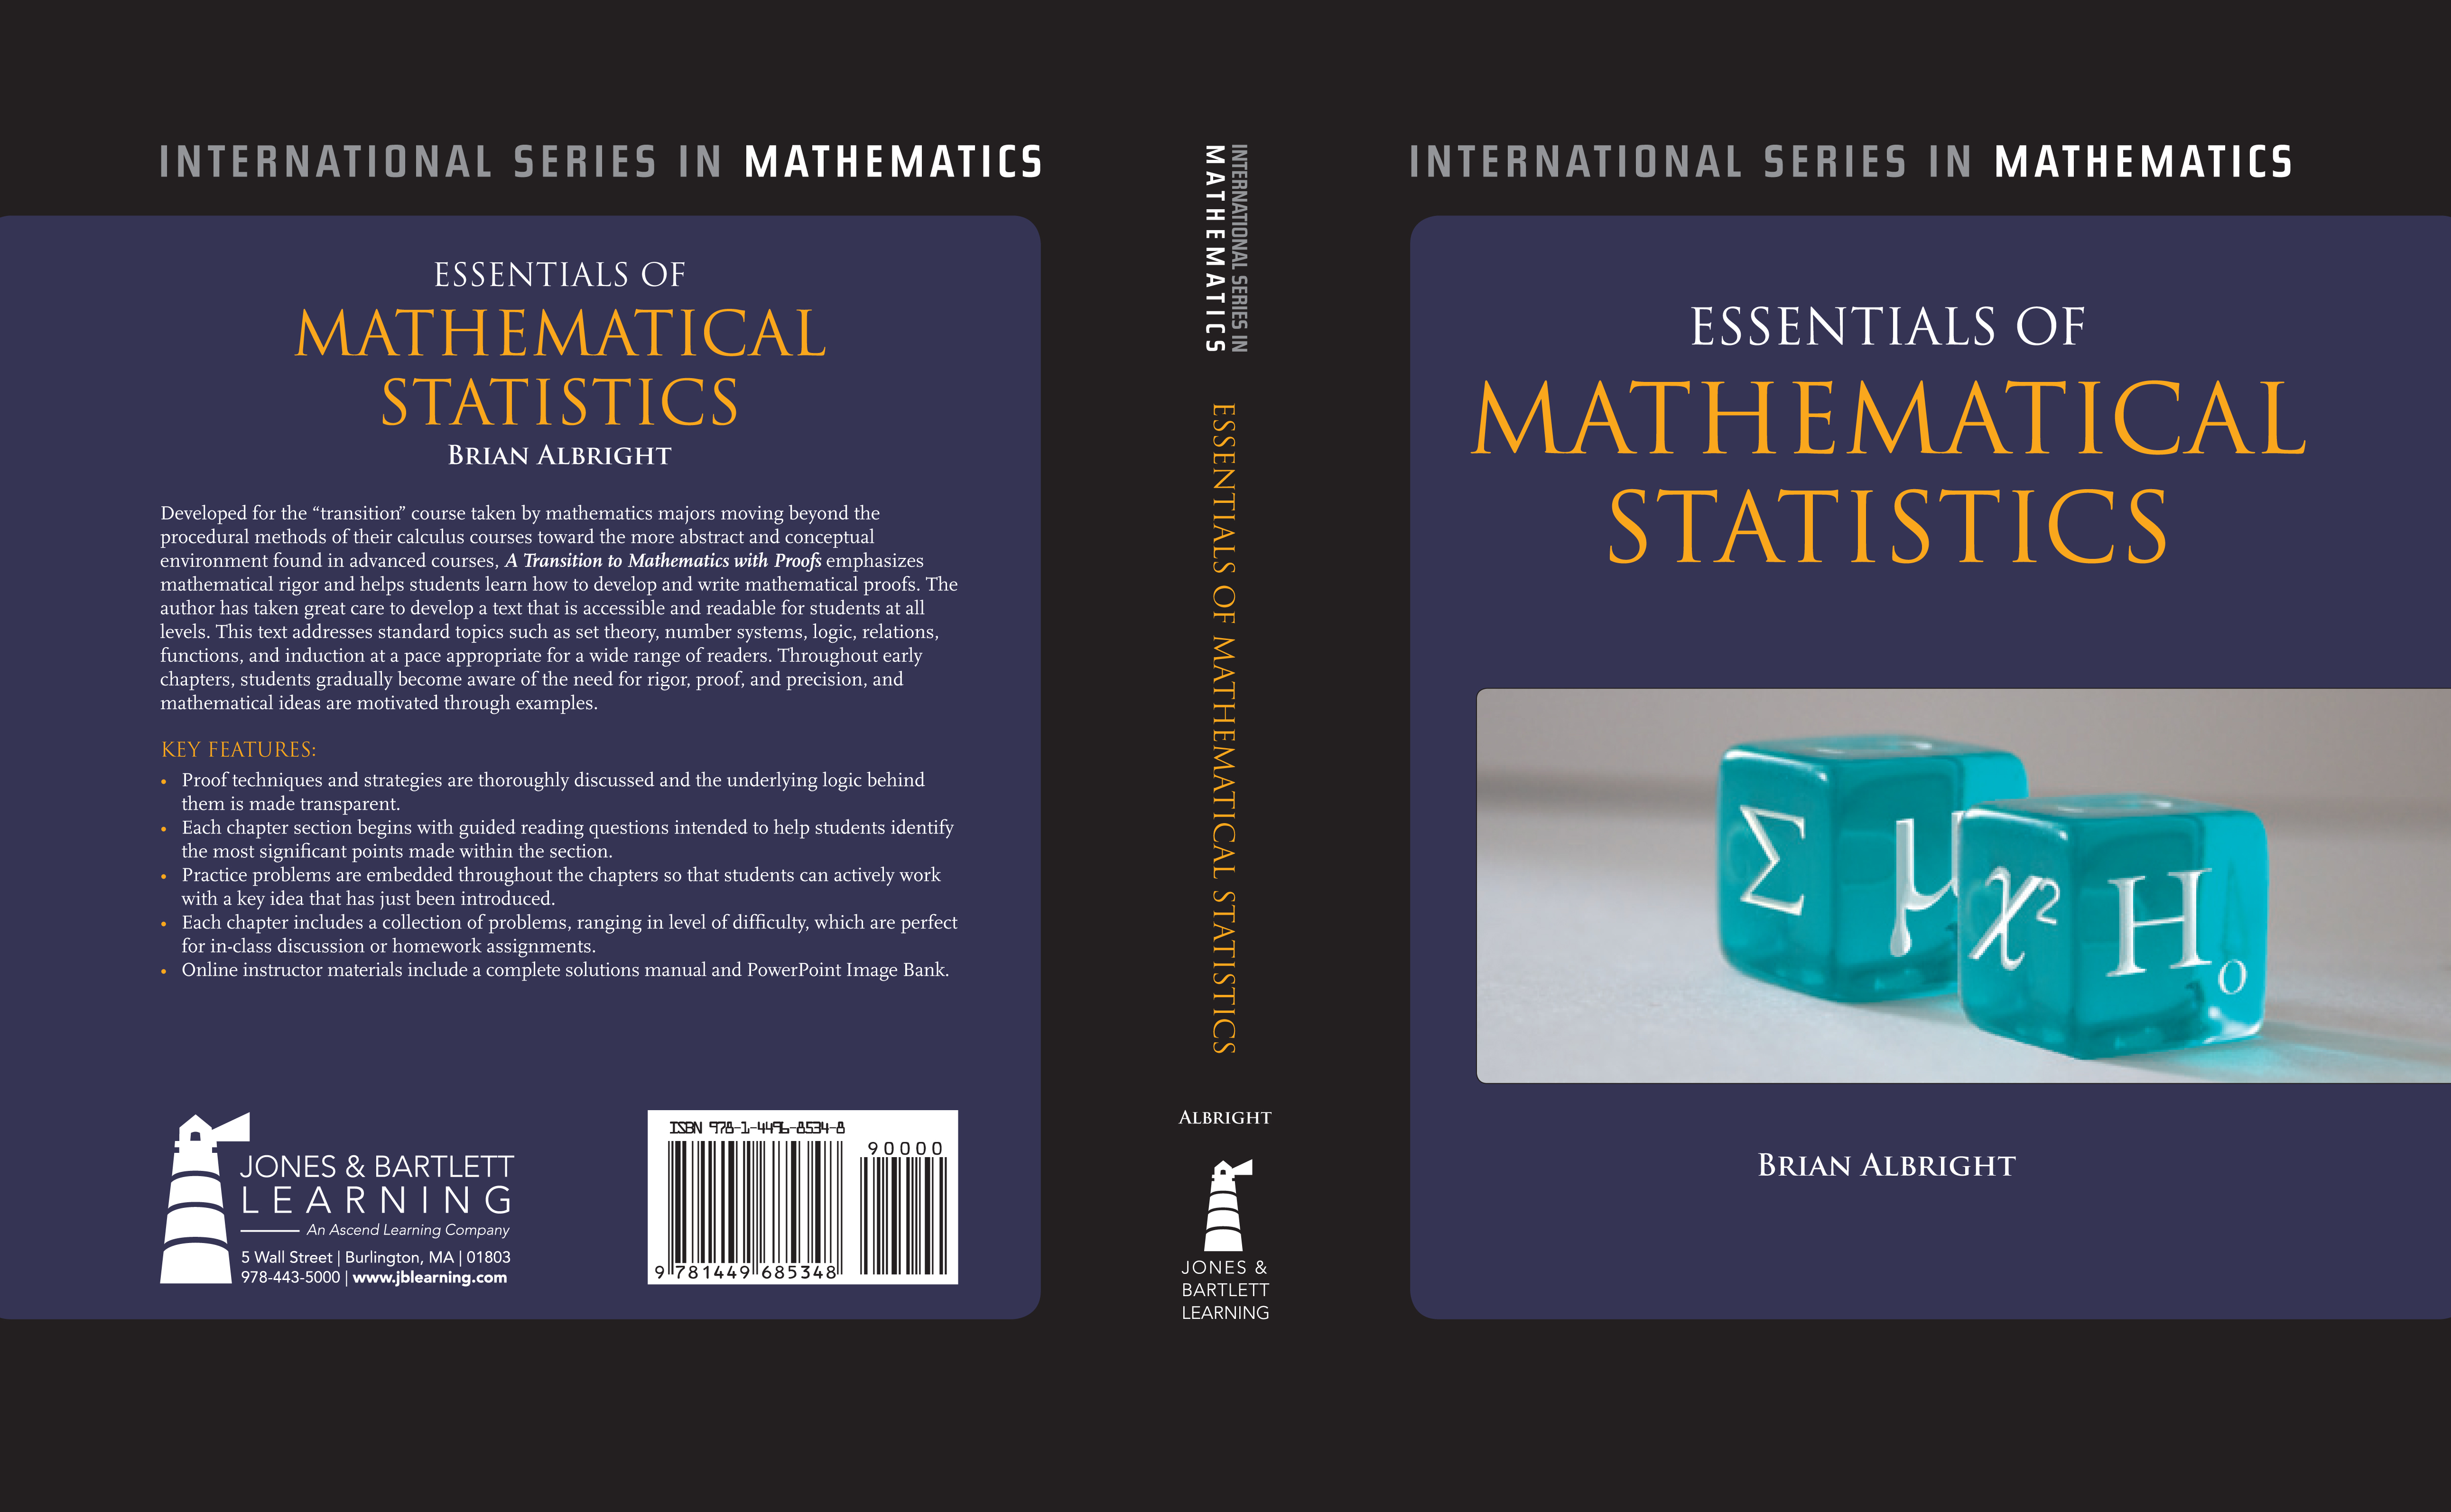 INTERNATIONAL SERIES IN MATHEMATICS
ESSENTIALS OF
MATHEMATICAL
STATISTICS
BRIAN ALBRIGHT
Developed for the “transition” course taken by mathematics majors moving beyond the
procedural methods of their calculus courses toward the more abstract and conceptual
environment found in advanced courses, A Transition to Mathematics with Proofs emphasizes
mathematical rigor and helps students learn how to develop and write mathematical proofs. The
author has taken great care to develop a text that is accessible and readable for students at all
levels. This text addresses standard topics such as set theory, number systems, logic, relations,
functions, and induction at a pace appropriate for a wide range of readers. Throughout early
chapters, students gradually become aware of the need for rigor, proof, and precision, and
mathematical ideas are motivated through examples.
KEY FEATURES:
• Proof techniques and strategies are thoroughly discussed and the underlying logic behind
them is made transparent.
• Each chapter section begins with guided reading questions intended to help students identify
the most significant points made within the section.
• Practice problems are embedded throughout the chapters so that students can actively work
with a key idea that has just been introduced.
• Each chapter includes a collection of problems, ranging in level of difficulty, which are perfect
for in-class discussion or homework assignments.
• Online instructor materials include a complete solutions manual and PowerPoint Image Bank.
JONES & BARTLETT
LEARNING
An Ascend Learning Company
5 Wall Street | Burlington, MA | 01803
978-443-5000 | www.jblearning.com
ISBN 978-1-4496-8534-8
90000
9 781449 685348
INTERNATIONAL SERIES IN
MATHEMATICS
ESSENTIALS OF MATHEMATICAL STATISTICS
ALBRIGHT
JONES &
BARTLETT
LEARNING
INTERNATIONAL SERIES IN MATHEMATICS
ESSENTIALS OF
MATHEMATICAL
STATISTICS
Σ μ χ² H₀
BRIAN ALBRIGHT